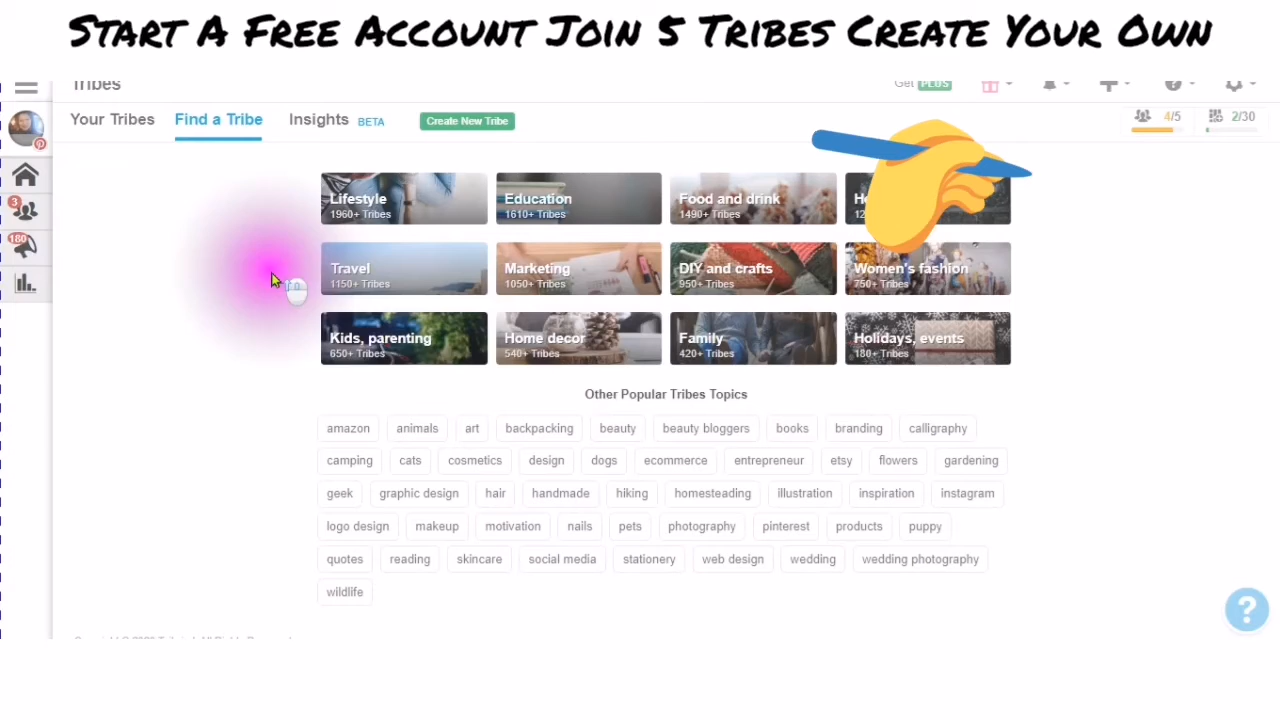 Start A Free Account Join 5 Tribes Create Your Own
Tribes
Get PLUS
Your Tribes Find a Tribe Insights BETA Create New Tribe 4/5 2/30
3
180
Lifestyle Education Food and drink
1960+ Tribes 1610+ Tribes 1490+ Tribes
Travel Marketing DIY and crafts Women's fashion
1150+ Tribes 1050+ Tribes 950+ Tribes 750+ Tribes
Kids, parenting Home decor Family Holidays, events
650+ Tribes 540+ Tribes 420+ Tribes 180+ Tribes
Other Popular Tribes Topics
amazon animals art backpacking beauty beauty bloggers books branding calligraphy
camping cats cosmetics design dogs ecommerce entrepreneur etsy flowers gardening
geek graphic design hair handmade hiking homesteading illustration inspiration instagram
logo design makeup motivation nails pets photography pinterest products puppy
quotes reading skincare social media stationery web design wedding wedding photography
wildlife
?